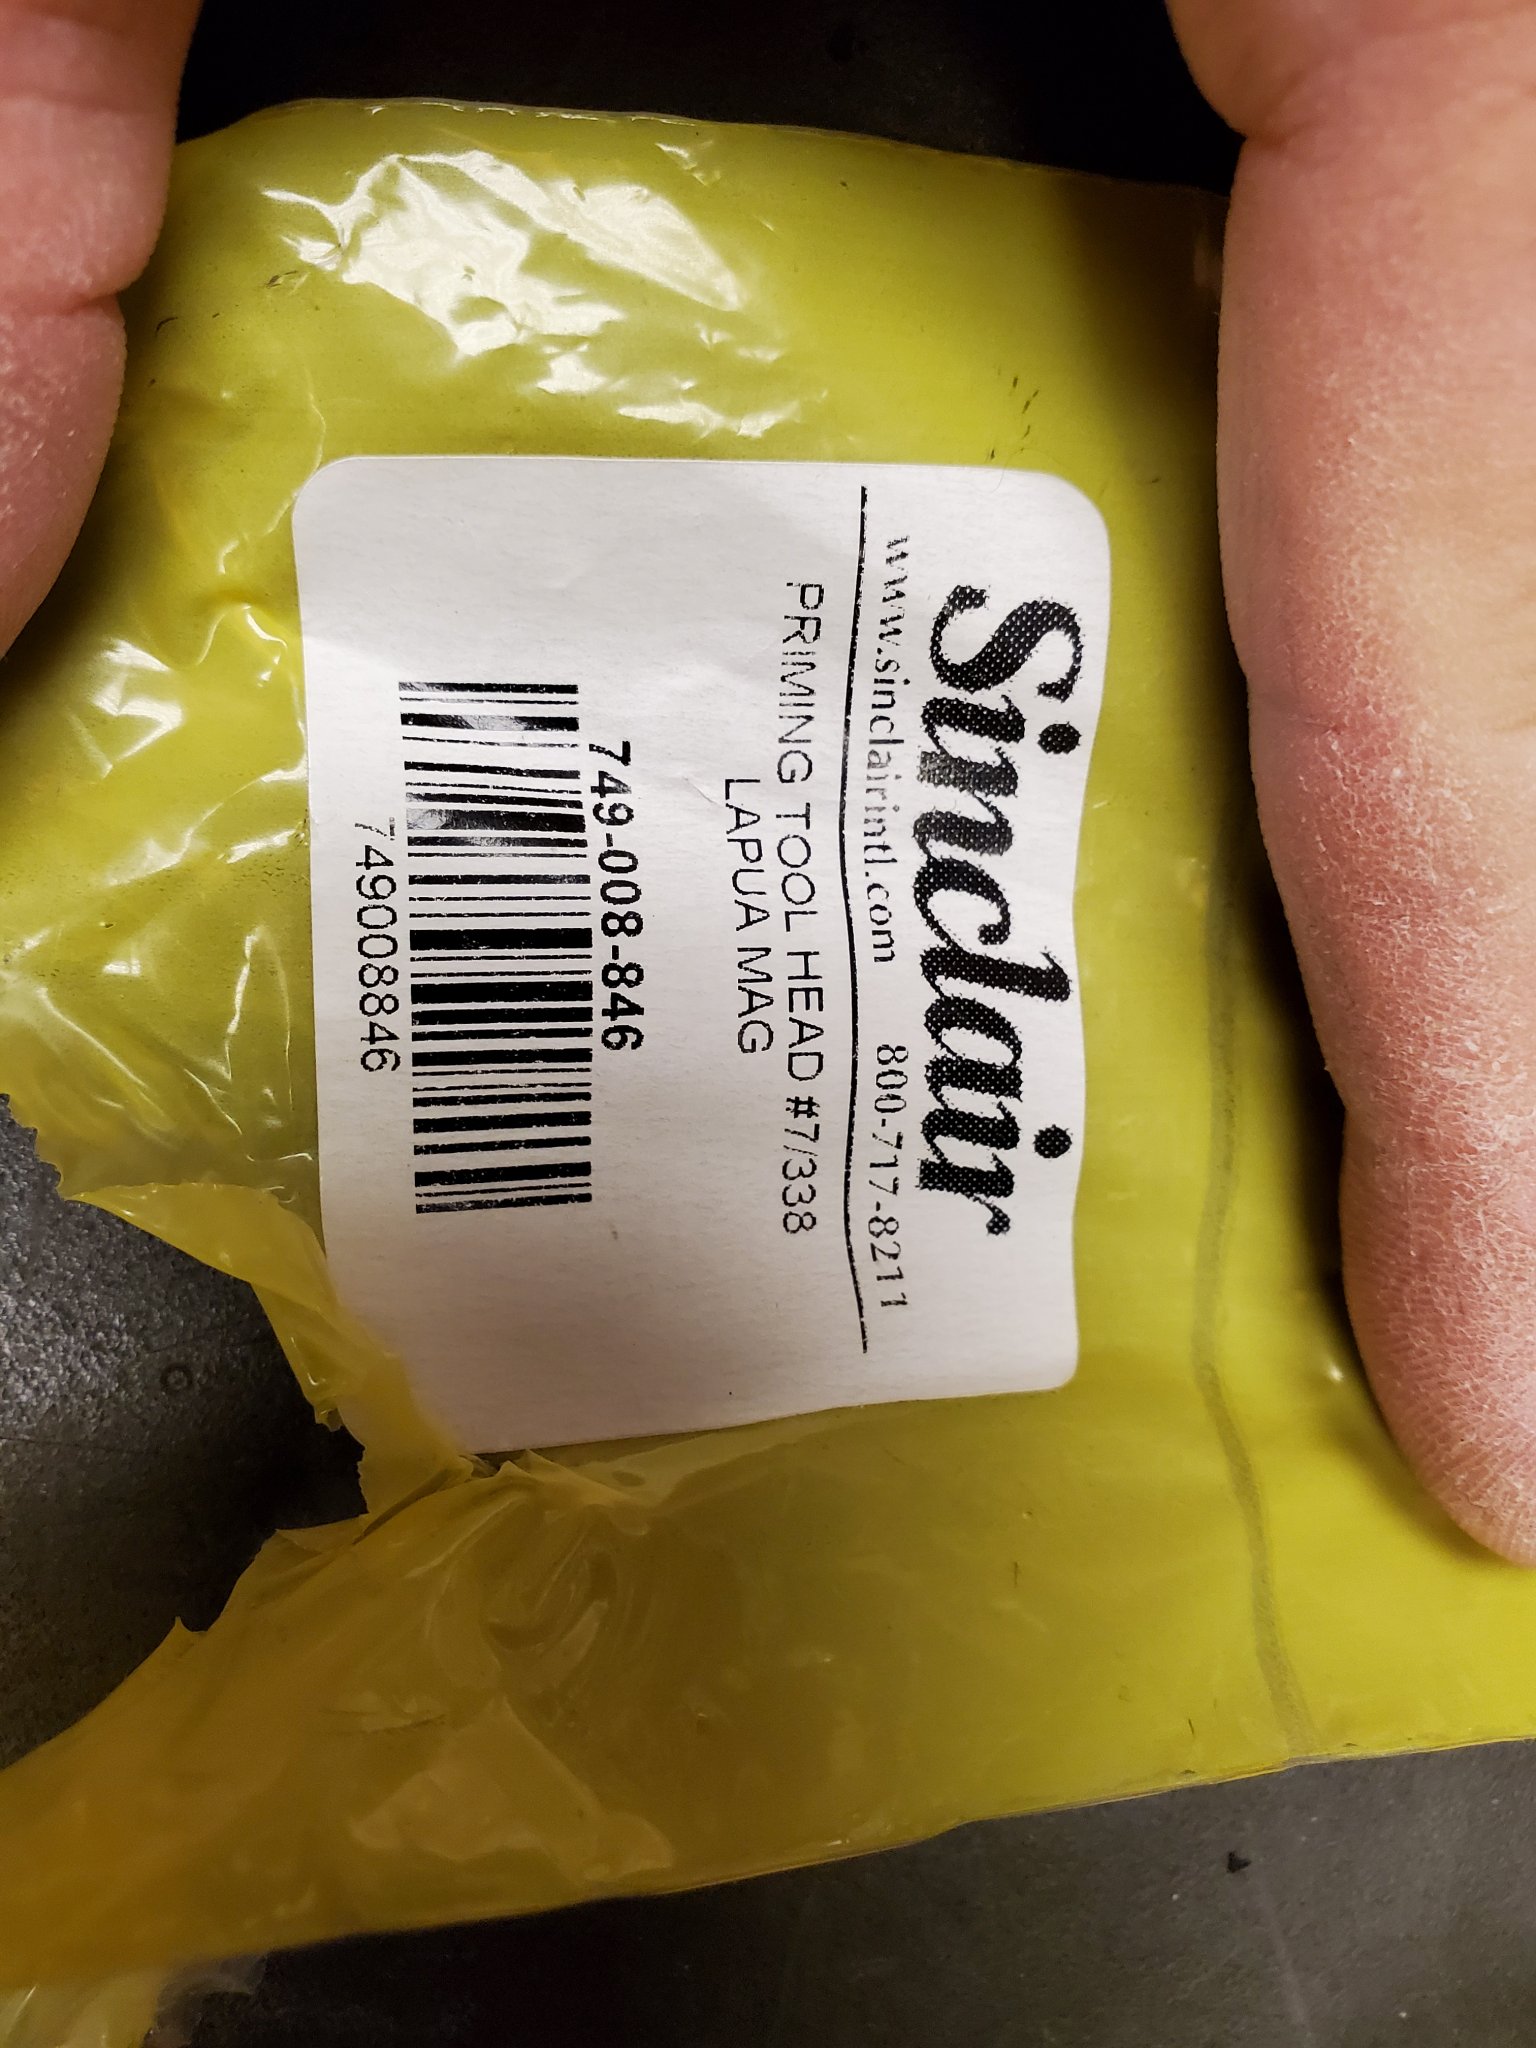 Sinclair
www.sinclairintl.com 800-717-8211
PRIMING TOOL HEAD #7/338
LAPUA MAG
749-008-846
749008846